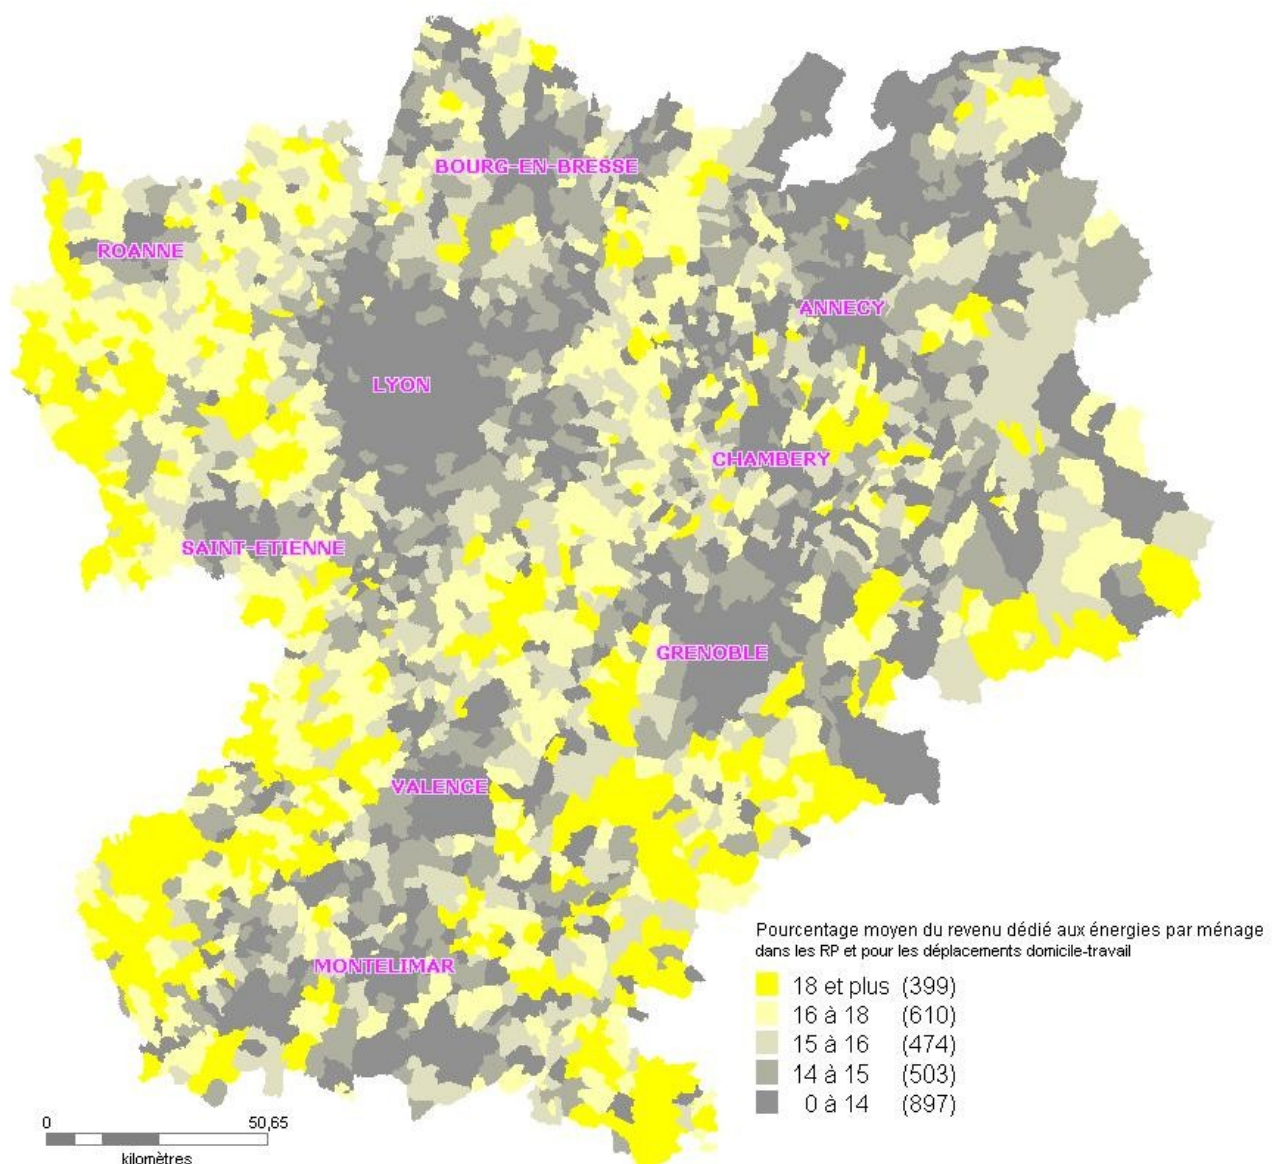 BOURG-EN-BRESSE
ROANNE
ANNECY
LYON
CHAMBERY
SAINT-ETIENNE
GRENOBLE
VALENCE
MONTELIMAR
Pourcentage moyen du revenu dédié aux énergies par ménage
dans les RP et pour les déplacements domicile-travail
18 et plus (399)
16 à 18 (610)
15 à 16 (474)
14 à 15 (503)
0 à 14 (897)
0 50,65
kilomètres